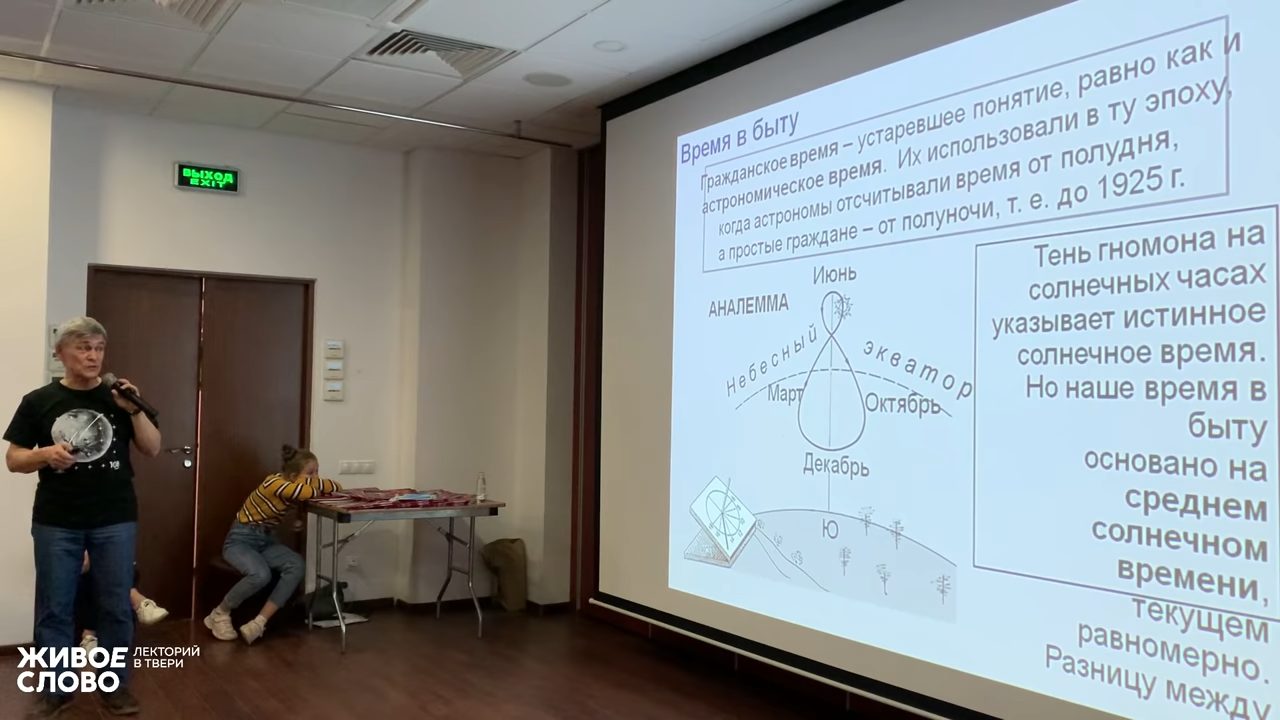 ВЫХОД
EXIT
Время в быту
Гражданское время – устаревшее понятие, равно как и
астрономическое время. Их использовали в ту эпоху,
когда астрономы отсчитывали время от полудня,
а простые граждане – от полуночи, т. е. до 1925 г.
Июнь
АНАЛЕММА
Небесный экватор
Март
Октябрь
Декабрь
Ю
Тень гномона на
солнечных часах
указывает истинное
солнечное время.
Но наше время в
быту
основано на
среднем
солнечном
времени,
текущем
равномерно.
Разницу между
ЖИВОЕ
СЛОВО
ЛЕКТОРИЙ
В ТВЕРИ